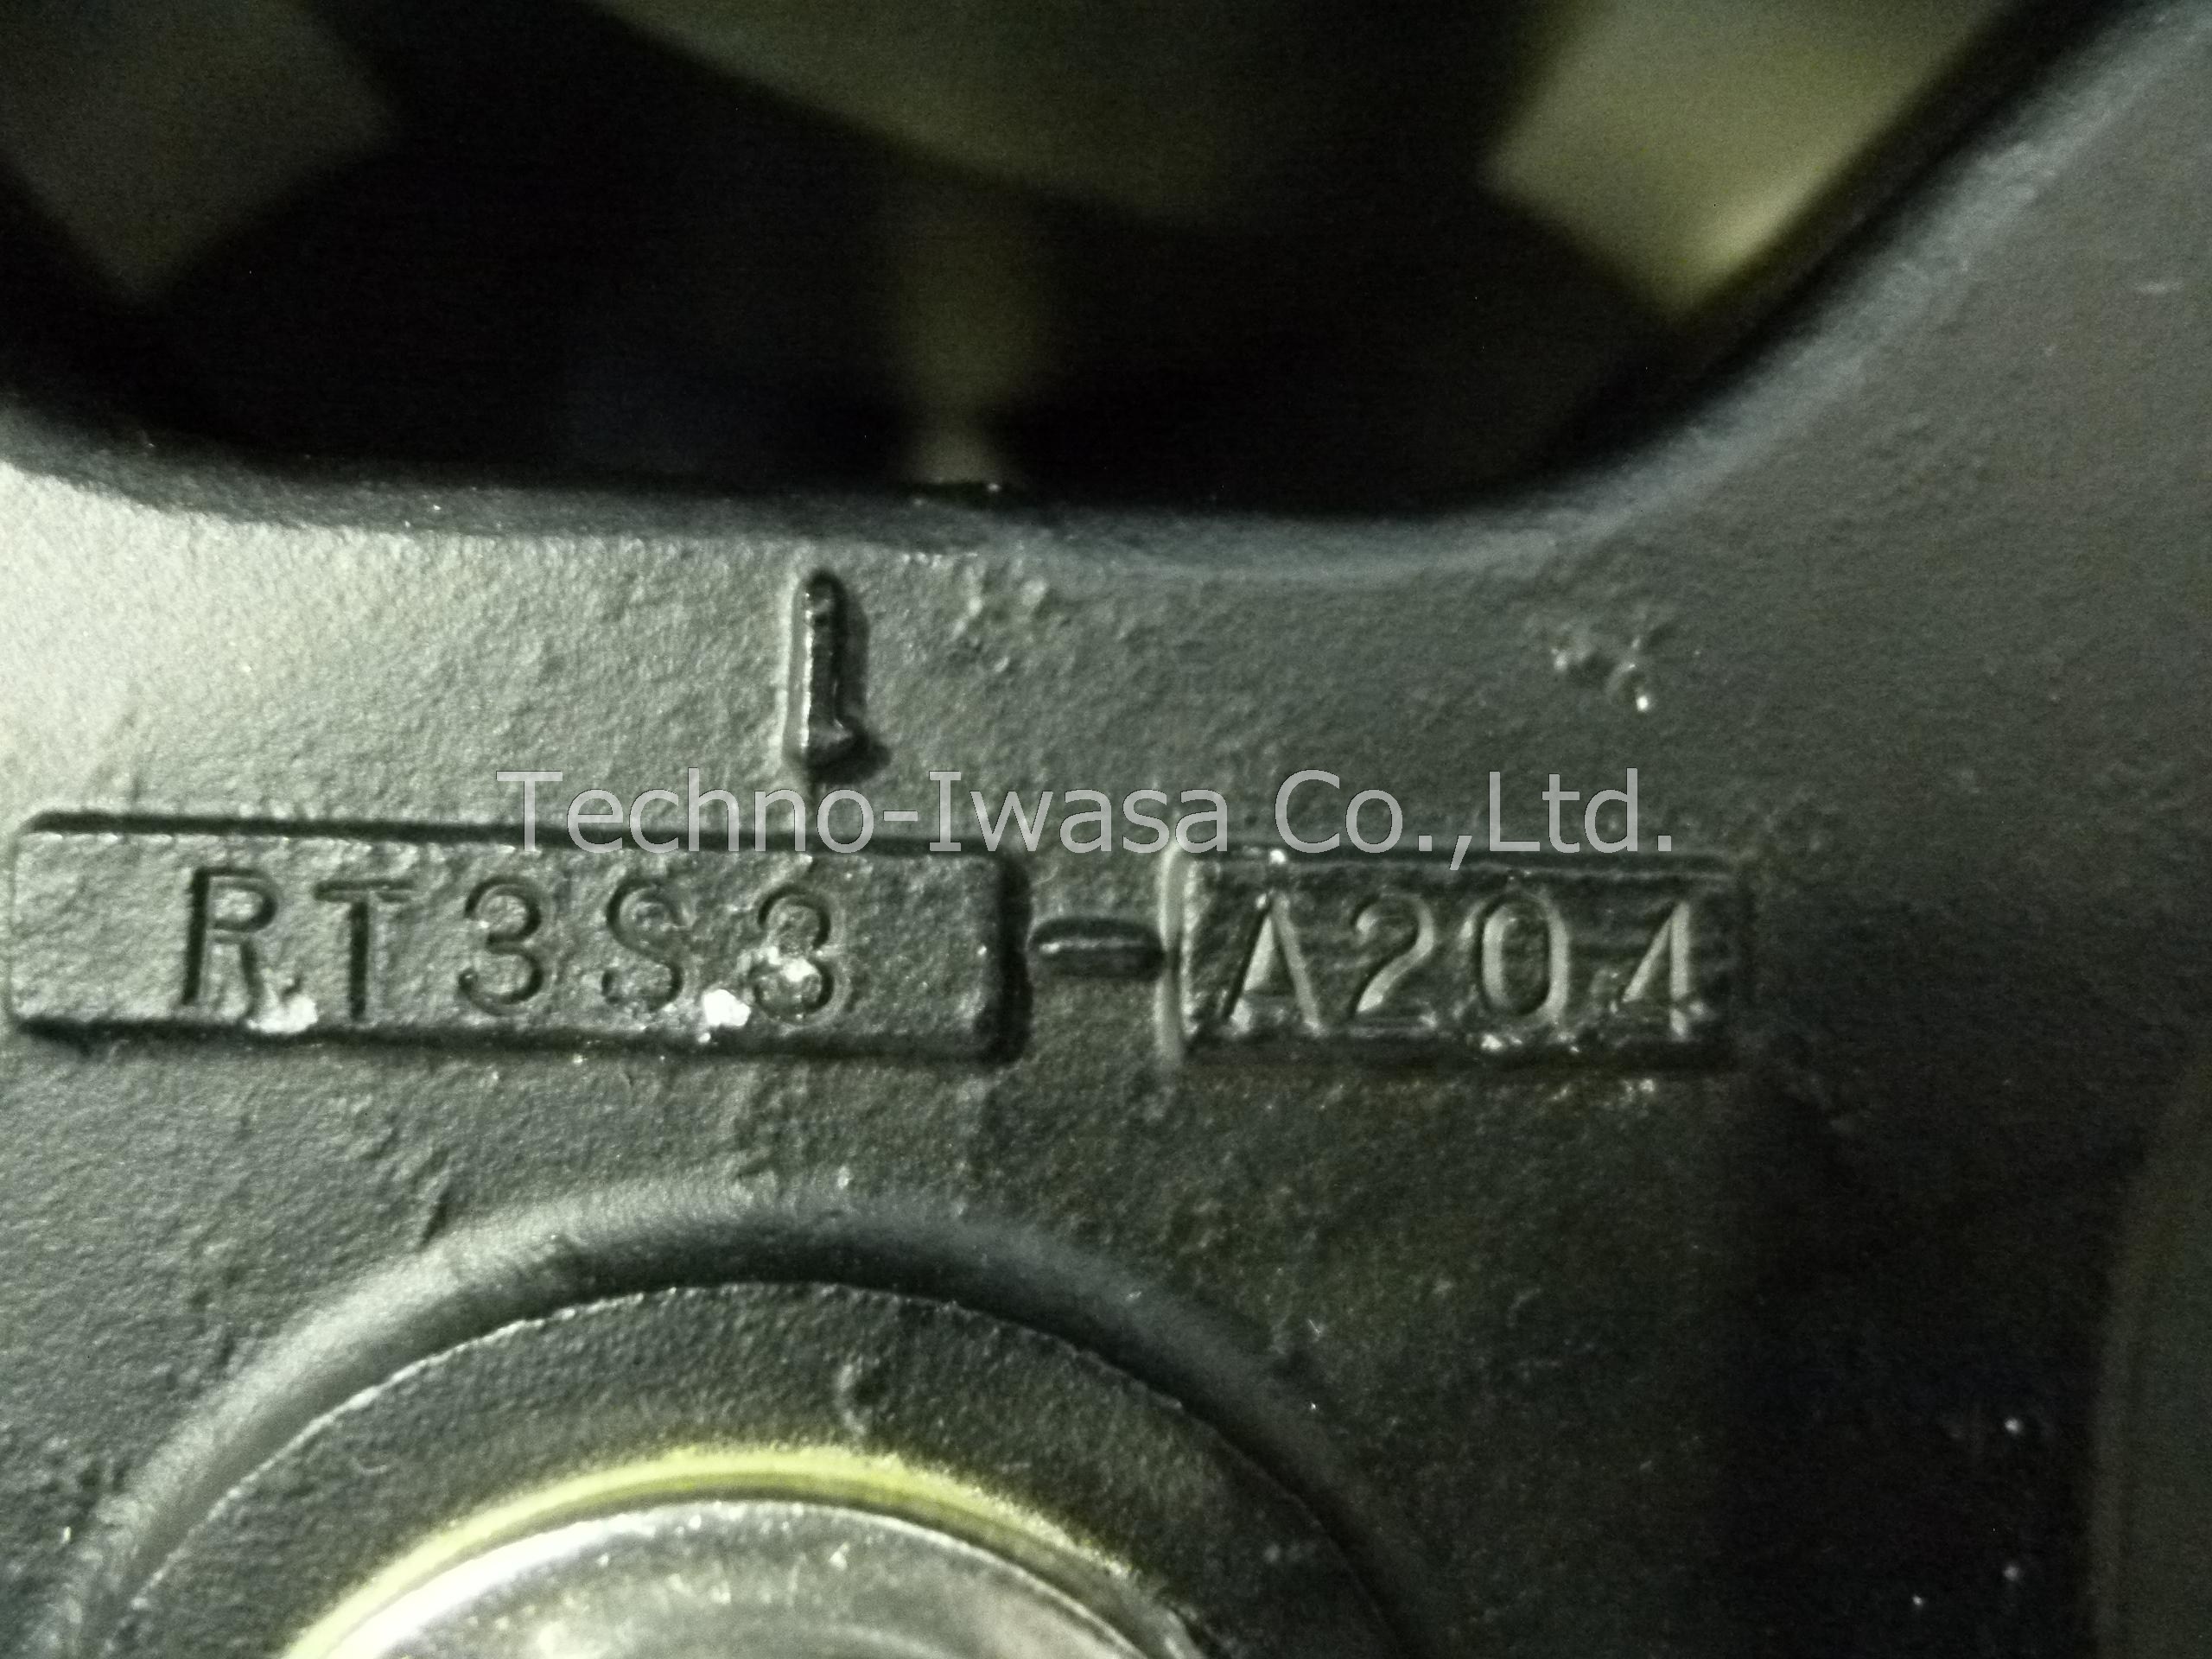 Techno-Iwasa Co.,Ltd.
RT3S3-A204